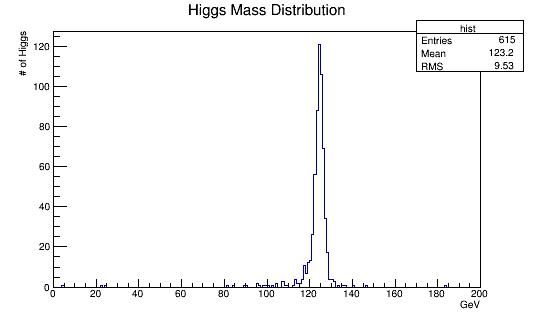 Higgs Mass Distribution
hist
Entries 615
Mean 123.2
RMS 9.53
# of Higgs
120
100
80
60
40
20
0
0 20 40 60 80 100 120 140 160 180 200
GeV